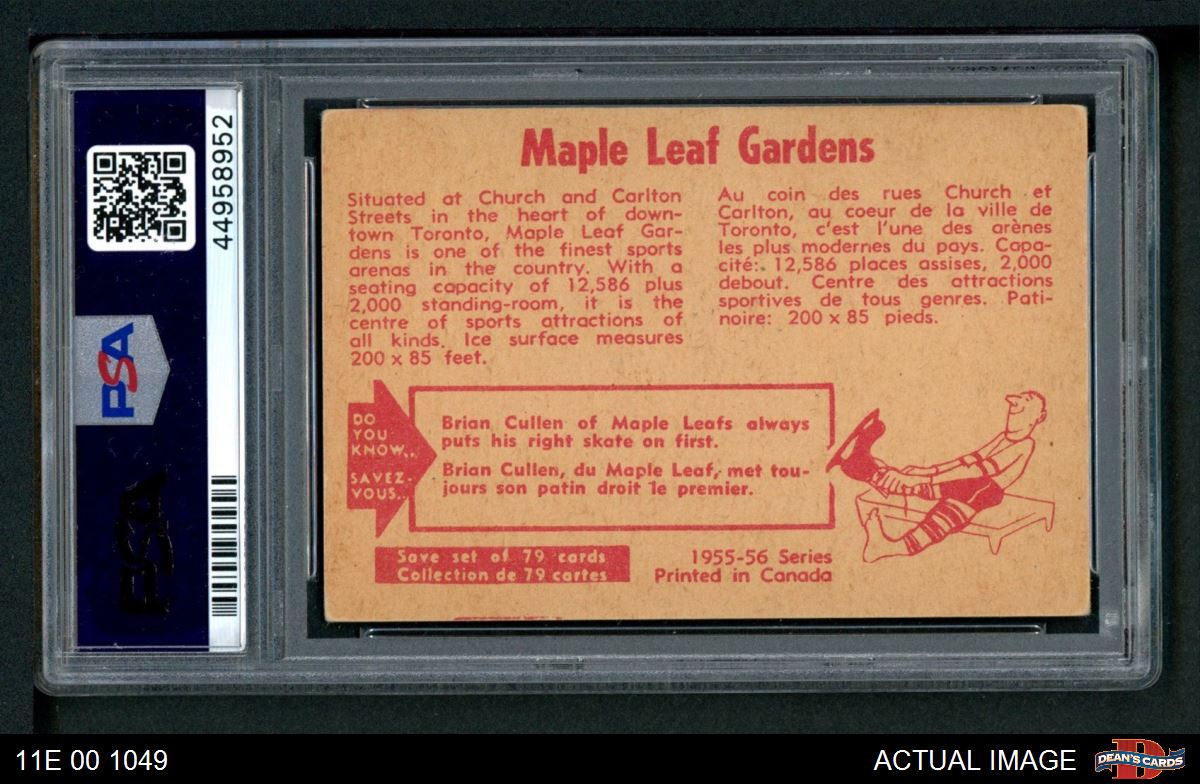 44958952
PSA
PSA
Maple Leaf Gardens
Situated at Church and Carlton
Streets in the heart of down-
town Toronto, Maple Leaf Gar-
dens is one of the finest sports
arenas in the country. With a
seating capacity of 12,586 plus
2,000 standing-room, it is the
centre of sports attractions of
all kinds. Ice surface measures
200 x 85 feet.
Au coin des rues Church et
Carlton, au coeur de la ville de
Toronto, c'est l'une des arènes
les plus modernes du pays. Capa-
cité: 12,586 places assises, 2,000
debout. Centre des attractions
sportives de tous genres. Pati-
noire: 200 x 85 pieds.
DO
YOU
KNOW..
SAVEZ-
VOUS..
Brian Cullen of Maple Leafs always
puts his right skate on first.
Brian Cullen, du Maple Leaf, met tou-
jours son patin droit le premier.
Save set of 79 cards
Collection de 79 cartes
1955-56 Series
Printed in Canada
11E 00 1049
ACTUAL IMAGE
D
DEAN'S CARDS